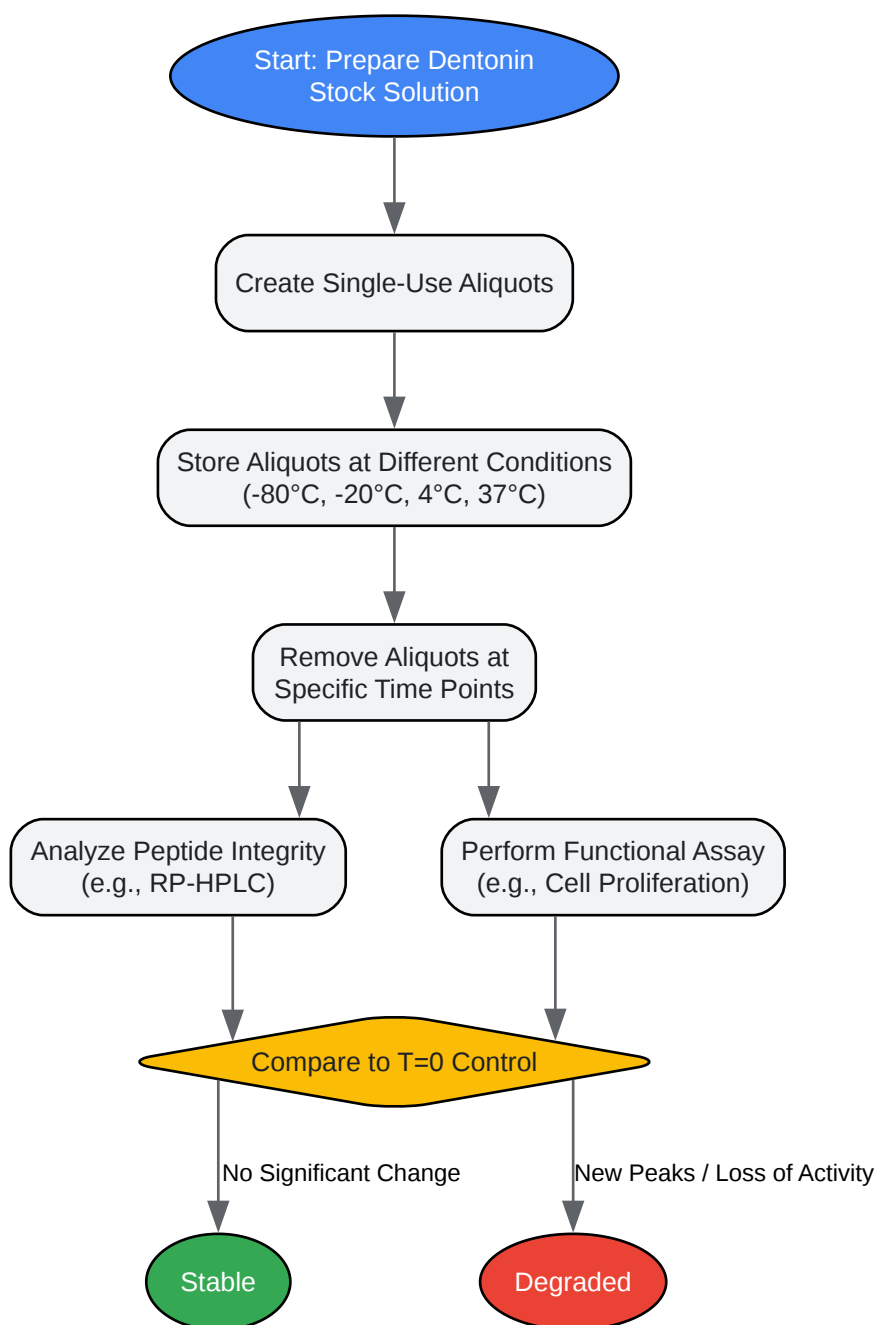 Start: Prepare Dentonin
Stock Solution
Create Single-Use Aliquots
Store Aliquots at Different Conditions
(-80°C, -20°C, 4°C, 37°C)
Remove Aliquots at
Specific Time Points
Analyze Peptide Integrity
(e.g., RP-HPLC)
Perform Functional Assay
(e.g., Cell Proliferation)
Compare to T=0 Control
No Significant Change
New Peaks / Loss of Activity
Stable
Degraded